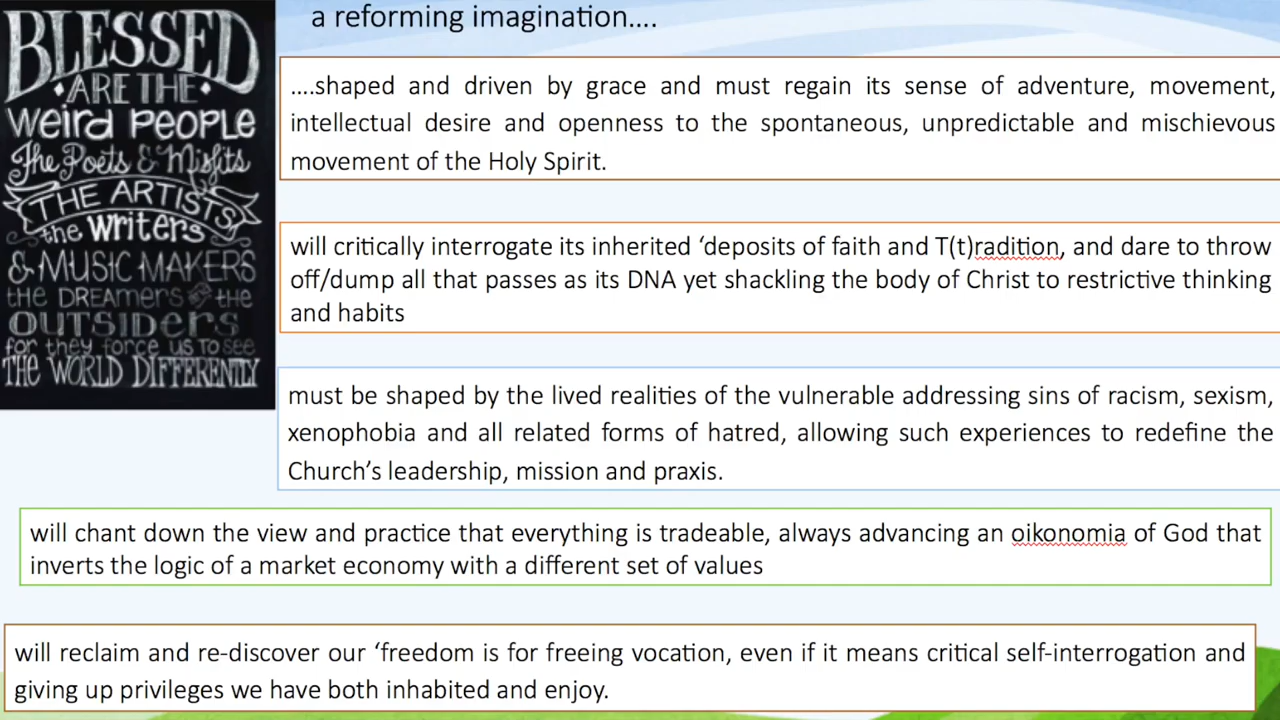 a reforming imagination….
BLESSED
ARE THE
weird people
The Poets & Misfits
THE ARTISTS
the writers
& MUSIC MAKERS
THE DREAMERS AND THE
OUTSIDERS
for they force us to see
THE WORLD DIFFERENTLY
….shaped and driven by grace and must regain its sense of adventure, movement,
intellectual desire and openness to the spontaneous, unpredictable and mischievous
movement of the Holy Spirit.
will critically interrogate its inherited ‘deposits of faith and T(t)radition, and dare to throw
off/dump all that passes as its DNA yet shackling the body of Christ to restrictive thinking
and habits
must be shaped by the lived realities of the vulnerable addressing sins of racism, sexism,
xenophobia and all related forms of hatred, allowing such experiences to redefine the
Church’s leadership, mission and praxis.
will chant down the view and practice that everything is tradeable, always advancing an oikonomia of God that
inverts the logic of a market economy with a different set of values
will reclaim and re-discover our ‘freedom is for freeing vocation, even if it means critical self-interrogation and
giving up privileges we have both inhabited and enjoy.